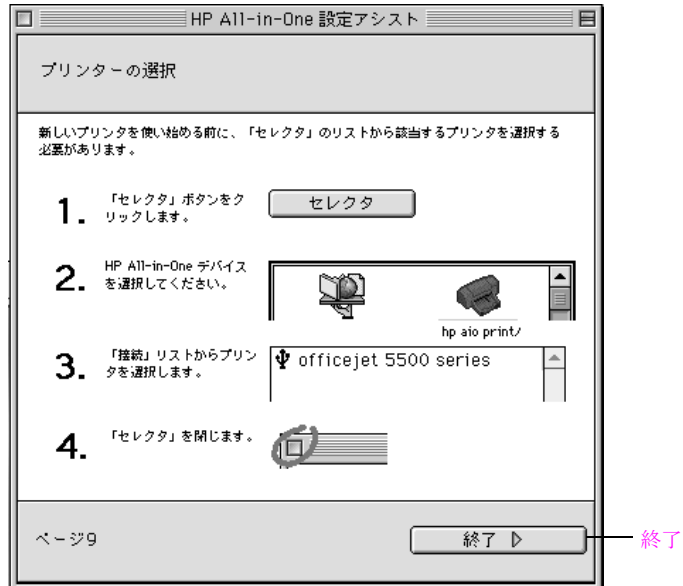 HP All-in-One 設定アシスト
プリンターの選択
新しいプリンタを使い始める前に、「セレクタ」のリストから該当するプリンタを選択する
必要があります。
1.
「セレクタ」ボタンをク
リックします。
セレクタ
2.
HP All-in-One デバイス
を選択してください。
hp aio print/
3.
「接続」リストからプリン
タを選択します。
officejet 5500 series
4.
「セレクタ」を閉じます。
ページ9
終了
終了